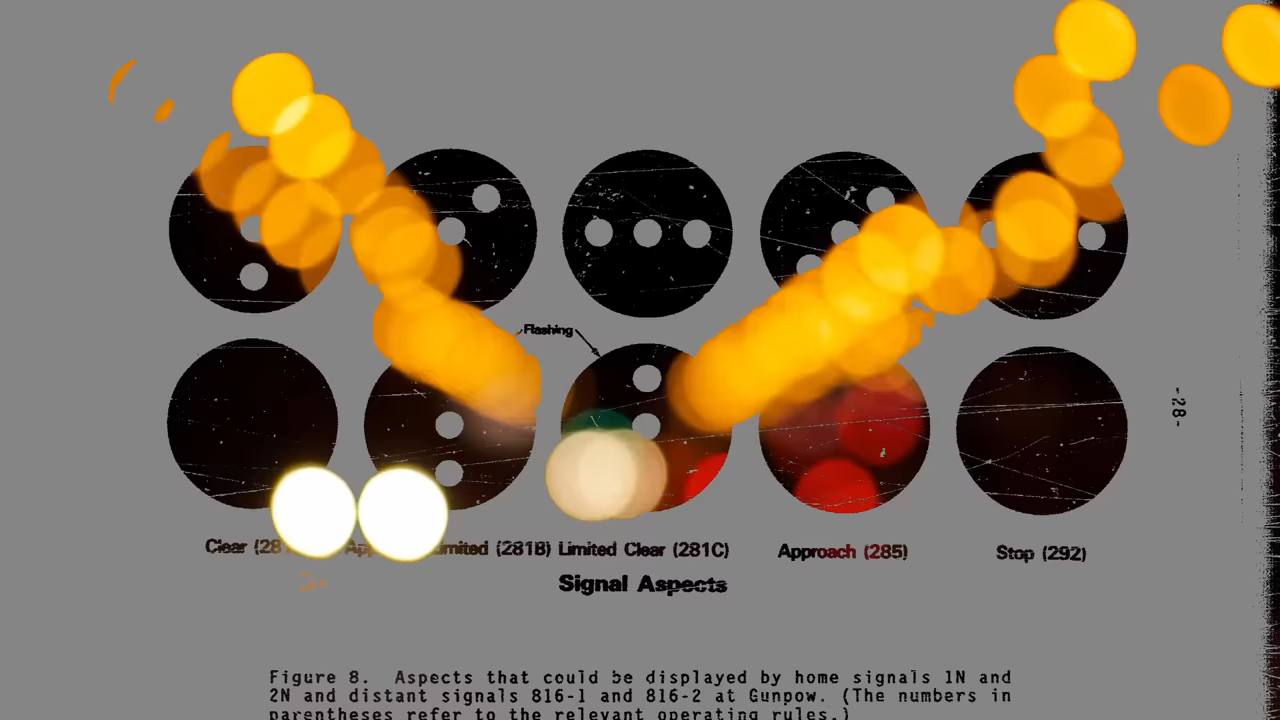 Flashing
-28-
Clear (28
Limited (281B) Limited Clear (281C) Approach (285) Stop (292)
Signal Aspects
Figure 8. Aspects that could be displayed by home signals 1N and
2N and distant signals 816-1 and 816-2 at Gunpow. (The numbers in
parentheses refer to the relevant operating rules.)